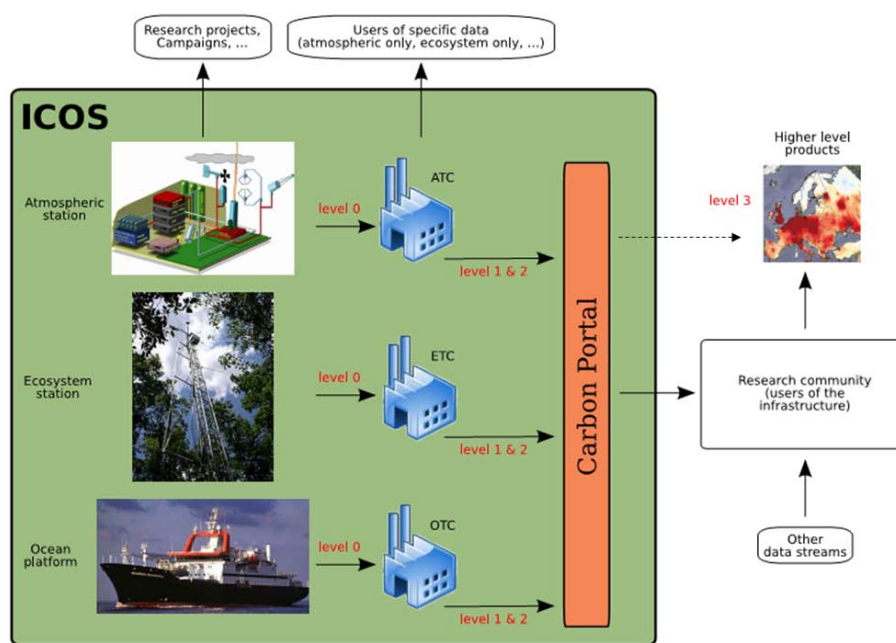 Research projects,
Campaigns, ...
Users of specific data
(atmospheric only, ecosystem only, ...)
ICOS
Atmospheric
station
level 0
ATC
level 1 & 2
Ecosystem
station
level 0
ETC
level 1 & 2
Ocean
platform
level 0
OTC
level 1 & 2
Carbon Portal
Higher level
products
level 3
Research community
(users of the
infrastructure)
Other
data streams